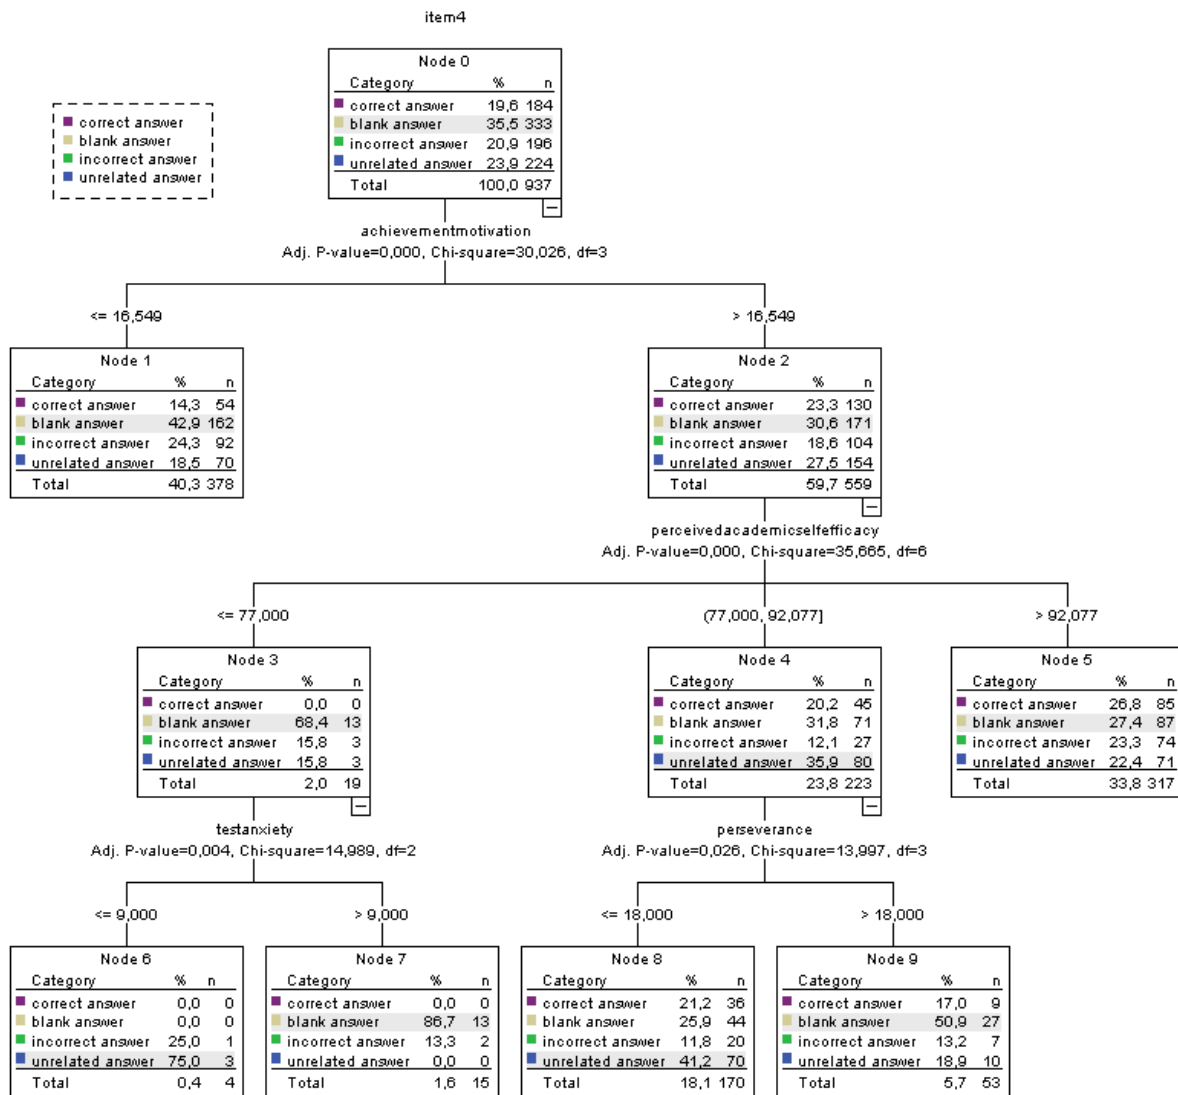 item4
correct answer
blank answer
incorrect answer
unrelated answer
Node 0
Category % n
correct answer 19,6 184
blank answer 35,5 333
incorrect answer 20,9 196
unrelated answer 23,9 224
Total 100,0 937
achievementmotivation
Adj. P-value=0,000, Chi-square=30,026, df=3
<= 16,549
> 16,549
Node 1
Category % n
correct answer 14,3 54
blank answer 42,9 162
incorrect answer 24,3 92
unrelated answer 18,5 70
Total 40,3 378
Node 2
Category % n
correct answer 23,3 130
blank answer 30,6 171
incorrect answer 18,6 104
unrelated answer 27,5 154
Total 59,7 559
perceivedacademicselfefficacy
Adj. P-value=0,000, Chi-square=35,665, df=6
<= 77,000
(77,000, 92,077]
> 92,077
Node 3
Category % n
correct answer 0,0 0
blank answer 68,4 13
incorrect answer 15,8 3
unrelated answer 15,8 3
Total 2,0 19
Node 4
Category % n
correct answer 20,2 45
blank answer 31,8 71
incorrect answer 12,1 27
unrelated answer 35,9 80
Total 23,8 223
Node 5
Category % n
correct answer 26,8 85
blank answer 27,4 87
incorrect answer 23,3 74
unrelated answer 22,4 71
Total 33,8 317
testanxiety
Adj. P-value=0,004, Chi-square=14,989, df=2
perseverance
Adj. P-value=0,026, Chi-square=13,997, df=3
<= 9,000
> 9,000
<= 18,000
> 18,000
Node 6
Category % n
correct answer 0,0 0
blank answer 0,0 0
incorrect answer 25,0 1
unrelated answer 75,0 3
Total 0,4 4
Node 7
Category % n
correct answer 0,0 0
blank answer 86,7 13
incorrect answer 13,3 2
unrelated answer 0,0 0
Total 1,6 15
Node 8
Category % n
correct answer 21,2 36
blank answer 25,9 44
incorrect answer 11,8 20
unrelated answer 41,2 70
Total 18,1 170
Node 9
Category % n
correct answer 17,0 9
blank answer 50,9 27
incorrect answer 13,2 7
unrelated answer 18,9 10
Total 5,7 53